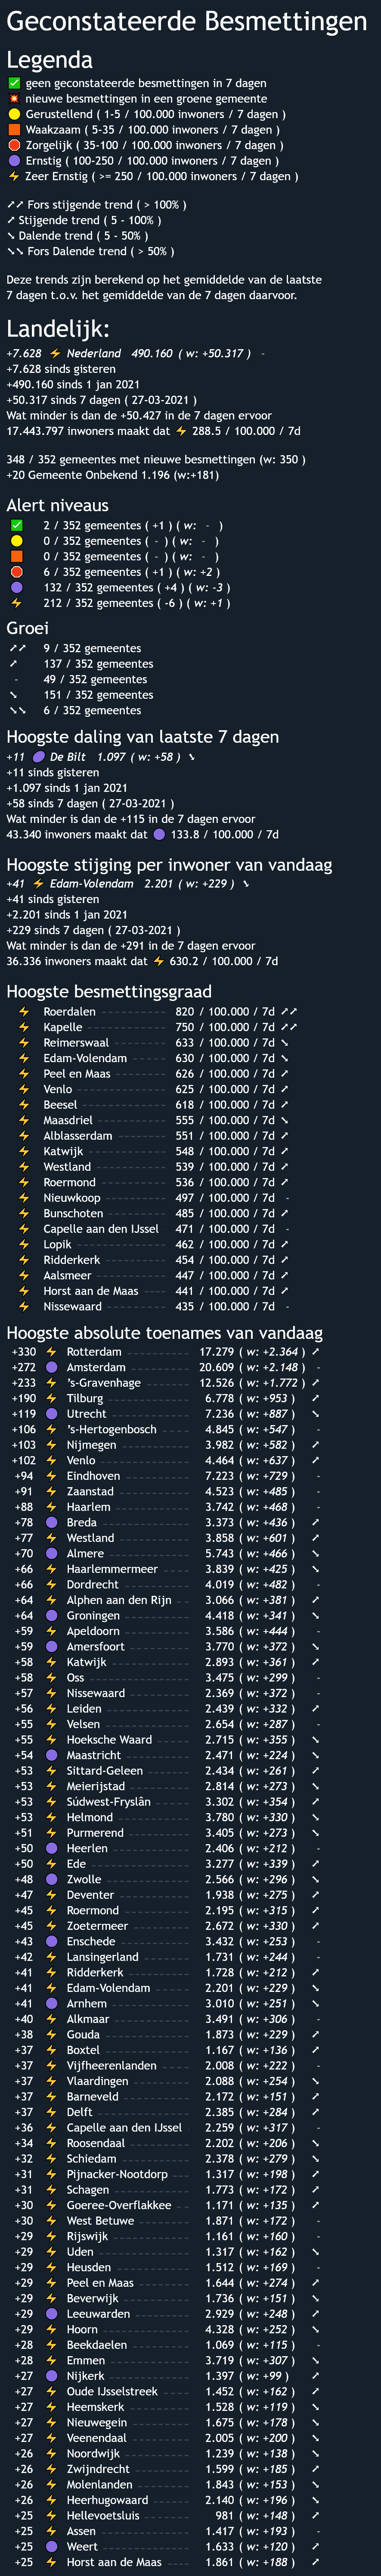 Geconstateerde Besmettingen
Legenda
✅ geen geconstateerde besmettingen in 7 dagen
💥 nieuwe besmettingen in een groene gemeente
🟡 Gerustellend ( 1-5 / 100.000 inwoners / 7 dagen )
🟧 Waakzaam ( 5-35 / 100.000 inwoners / 7 dagen )
🔴 Zorgelijk ( 35-100 / 100.000 inwoners / 7 dagen )
🟣 Ernstig ( 100-250 / 100.000 inwoners / 7 dagen )
⚡ Zeer Ernstig ( >= 250 / 100.000 inwoners / 7 dagen )
↗↗ Fors stijgende trend ( > 100% )
↗ Stijgende trend ( 5 - 100% )
↘ Dalende trend ( 5 - 50% )
↘↘ Fors Dalende trend ( > 50% )
Deze trends zijn berekend op het gemiddelde van de laatste
7 dagen t.o.v. het gemiddelde van de 7 dagen daarvoor.
Landelijk:
+7.628 ⚡ Nederland 490.160 ( w: +50.317 ) -
+7.628 sinds gisteren
+490.160 sinds 1 jan 2021
+50.317 sinds 7 dagen ( 27-03-2021 )
Wat minder is dan de +50.427 in de 7 dagen ervoor
17.443.797 inwoners maakt dat ⚡ 288.5 / 100.000 / 7d
348 / 352 gemeentes met nieuwe besmettingen (w: 350 )
+20 Gemeente Onbekend 1.196 (w:+181)
Alert niveaus
✅ 2 / 352 gemeentes ( +1 ) ( w: - )
🟡 0 / 352 gemeentes ( - ) ( w: - )
🟧 0 / 352 gemeentes ( - ) ( w: - )
🔴 6 / 352 gemeentes ( +1 ) ( w: +2 )
🟣 132 / 352 gemeentes ( +4 ) ( w: -3 )
⚡ 212 / 352 gemeentes ( -6 ) ( w: +1 )
Groei
↗↗ 9 / 352 gemeentes
↗ 137 / 352 gemeentes
- 49 / 352 gemeentes
↘ 151 / 352 gemeentes
↘↘ 6 / 352 gemeentes
Hoogste daling van laatste 7 dagen
+11 🟣 De Bilt 1.097 ( w: +58 ) ↘
+11 sinds gisteren
+1.097 sinds 1 jan 2021
+58 sinds 7 dagen ( 27-03-2021 )
Wat minder is dan de +115 in de 7 dagen ervoor
43.340 inwoners maakt dat 🟣 133.8 / 100.000 / 7d
Hoogste stijging per inwoner van vandaag
+41 ⚡ Edam-Volendam 2.201 ( w: +229 ) ↘
+41 sinds gisteren
+2.201 sinds 1 jan 2021
+229 sinds 7 dagen ( 27-03-2021 )
Wat minder is dan de +291 in de 7 dagen ervoor
36.336 inwoners maakt dat ⚡ 630.2 / 100.000 / 7d
Hoogste besmettingsgraad
⚡ Roerdalen 820 / 100.000 / 7d ↗↗
⚡ Kapelle 750 / 100.000 / 7d ↗↗
⚡ Reimerswaal 633 / 100.000 / 7d ↘
⚡ Edam-Volendam 630 / 100.000 / 7d ↘
⚡ Peel en Maas 626 / 100.000 / 7d ↗
⚡ Venlo 625 / 100.000 / 7d ↗
⚡ Beesel 618 / 100.000 / 7d ↗
⚡ Maasdriel 555 / 100.000 / 7d ↘
⚡ Alblasserdam 551 / 100.000 / 7d ↗
⚡ Katwijk 548 / 100.000 / 7d ↗
⚡ Westland 539 / 100.000 / 7d ↗
⚡ Roermond 536 / 100.000 / 7d ↗
⚡ Nieuwkoop 497 / 100.000 / 7d -
⚡ Bunschoten 485 / 100.000 / 7d ↗
⚡ Capelle aan den IJssel 471 / 100.000 / 7d -
⚡ Lopik 462 / 100.000 / 7d ↗
⚡ Ridderkerk 454 / 100.000 / 7d ↗
⚡ Aalsmeer 447 / 100.000 / 7d ↗
⚡ Horst aan de Maas 441 / 100.000 / 7d ↗
⚡ Nissewaard 435 / 100.000 / 7d -
Hoogste absolute toenames van vandaag
+330 ⚡ Rotterdam 17.279 ( w: +2.364 ) ↗
+272 🟣 Amsterdam 20.609 ( w: +2.148 ) -
+233 ⚡ 's-Gravenhage 12.526 ( w: +1.772 ) ↗
+190 ⚡ Tilburg 6.778 ( w: +953 ) ↗
+119 🟣 Utrecht 7.236 ( w: +887 ) ↘
+106 ⚡ 's-Hertogenbosch 4.845 ( w: +547 ) -
+103 ⚡ Nijmegen 3.982 ( w: +582 ) ↗
+102 ⚡ Venlo 4.464 ( w: +637 ) ↗
+94 ⚡ Eindhoven 7.223 ( w: +729 ) -
+91 ⚡ Zaanstad 4.523 ( w: +485 ) -
+88 ⚡ Haarlem 3.742 ( w: +468 ) -
+78 🟣 Breda 3.373 ( w: +436 ) ↗
+77 ⚡ Westland 3.858 ( w: +601 ) ↗
+70 🟣 Almere 5.743 ( w: +466 ) ↘
+66 ⚡ Haarlemmermeer 3.839 ( w: +425 ) ↘
+66 ⚡ Dordrecht 4.019 ( w: +482 ) -
+64 ⚡ Alphen aan den Rijn 3.066 ( w: +381 ) ↗
+64 🟣 Groningen 4.418 ( w: +341 ) ↘
+59 ⚡ Apeldoorn 3.586 ( w: +444 ) -
+59 🟣 Amersfoort 3.770 ( w: +372 ) ↘
+58 ⚡ Katwijk 2.893 ( w: +361 ) ↗
+58 ⚡ Oss 3.475 ( w: +299 ) -
+57 ⚡ Nissewaard 2.369 ( w: +372 ) -
+56 ⚡ Leiden 2.439 ( w: +332 ) ↗
+55 ⚡ Velsen 2.654 ( w: +287 ) -
+55 ⚡ Hoeksche Waard 2.715 ( w: +355 ) ↘
+54 🟣 Maastricht 2.471 ( w: +224 ) ↘
+53 ⚡ Sittard-Geleen 2.434 ( w: +261 ) ↗
+53 ⚡ Meierijstad 2.814 ( w: +273 ) ↘
+53 ⚡ Súdwest-Fryslân 3.302 ( w: +354 ) ↗
+53 ⚡ Helmond 3.780 ( w: +330 ) ↘
+51 ⚡ Purmerend 3.405 ( w: +273 ) ↘
+50 🟣 Heerlen 2.406 ( w: +212 ) -
+50 ⚡ Ede 3.277 ( w: +339 ) ↗
+48 🟣 Zwolle 2.566 ( w: +296 ) ↘
+47 ⚡ Deventer 1.938 ( w: +275 ) ↗
+45 ⚡ Roermond 2.195 ( w: +315 ) ↗
+45 ⚡ Zoetermeer 2.672 ( w: +330 ) ↗
+43 🟣 Enschede 3.432 ( w: +253 ) -
+42 ⚡ Lansingerland 1.731 ( w: +244 ) -
+41 ⚡ Ridderkerk 1.728 ( w: +212 ) ↗
+41 ⚡ Edam-Volendam 2.201 ( w: +229 ) ↘
+41 🟣 Arnhem 3.010 ( w: +251 ) ↘
+40 ⚡ Alkmaar 3.491 ( w: +306 ) -
+38 ⚡ Gouda 1.873 ( w: +229 ) ↗
+37 ⚡ Boxtel 1.167 ( w: +136 ) ↗
+37 ⚡ Vijfheerenlanden 2.008 ( w: +222 ) -
+37 ⚡ Vlaardingen 2.088 ( w: +254 ) ↘
+37 ⚡ Barneveld 2.172 ( w: +151 ) ↗
+37 ⚡ Delft 2.385 ( w: +284 ) ↗
+36 ⚡ Capelle aan den IJssel 2.259 ( w: +317 ) -
+34 ⚡ Roosendaal 2.202 ( w: +206 ) ↘
+32 ⚡ Schiedam 2.378 ( w: +279 ) ↘
+31 ⚡ Pijnacker-Nootdorp 1.317 ( w: +198 ) ↗
+31 ⚡ Schagen 1.773 ( w: +172 ) ↗
+30 ⚡ Goeree-Overflakkee 1.171 ( w: +135 ) ↗
+30 ⚡ West Betuwe 1.871 ( w: +172 ) -
+29 ⚡ Rijswijk 1.161 ( w: +160 ) -
+29 ⚡ Uden 1.317 ( w: +162 ) ↘
+29 ⚡ Heusden 1.512 ( w: +169 ) -
+29 ⚡ Peel en Maas 1.644 ( w: +274 ) ↗
+29 ⚡ Beverwijk 1.736 ( w: +151 ) ↘
+29 🟣 Leeuwarden 2.929 ( w: +248 ) ↗
+29 ⚡ Hoorn 4.328 ( w: +252 ) ↘
+28 ⚡ Beekdaelen 1.069 ( w: +115 ) -
+28 ⚡ Emmen 3.719 ( w: +307 ) ↘
+27 🟣 Nijkerk 1.397 ( w: +99 ) ↗
+27 ⚡ Oude IJsselstreek 1.452 ( w: +162 ) ↗
+27 ⚡ Heemskerk 1.528 ( w: +119 ) ↘
+27 ⚡ Nieuwegein 1.675 ( w: +178 ) ↘
+27 ⚡ Veenendaal 2.005 ( w: +200 ) ↘
+26 ⚡ Noordwijk 1.239 ( w: +138 ) ↘
+26 ⚡ Zwijndrecht 1.599 ( w: +185 ) ↗
+26 ⚡ Molenlanden 1.843 ( w: +153 ) ↘
+26 ⚡ Heerhugowaard 2.140 ( w: +196 ) ↘
+25 ⚡ Hellevoetsluis 981 ( w: +148 ) ↗
+25 ⚡ Assen 1.417 ( w: +193 ) -
+25 🟣 Weert 1.633 ( w: +120 ) ↗
+25 ⚡ Horst aan de Maas 1.861 ( w: +188 ) ↗